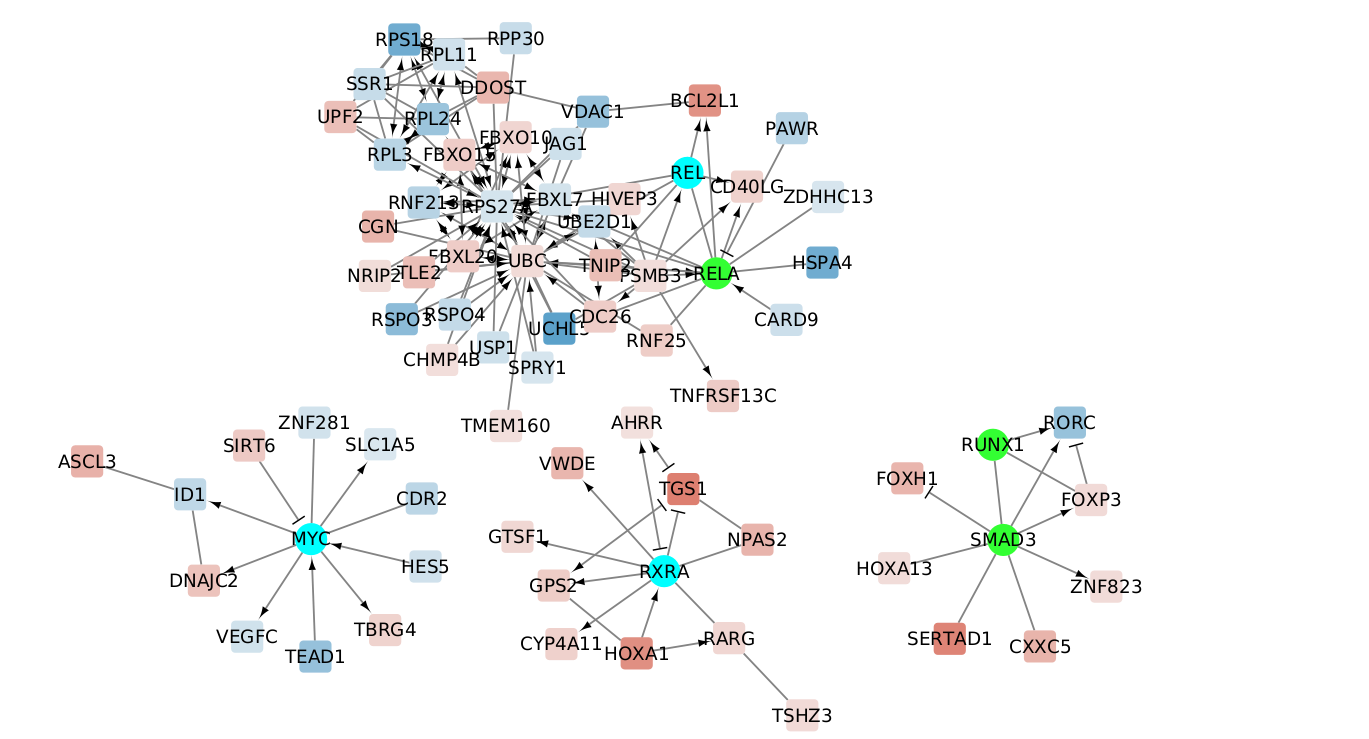 RPS18
RPP30
RPL11
SSR1
DDOST
BCL2L1
VDAC1
UPF2
RPL24
PAWR
FBXO10
JAG1
RPL3
FBXO15
REL
CD40LG
ZDHHC13
RNF213
RPS27A
FBXL7
HIVEP3
UBE2D1
CGN
FBXL20
UBC
TNIP2
PSMB3
RELA
HSPA4
NRIP2
TLE2
RSPO3
RSPO4
UCHL5
CDC26
CARD9
RNF25
USP1
CHMP4B
SPRY1
TNFRSF13C
TMEM160
ZNF281
SIRT6
SLC1A5
ASCL3
ID1
CDR2
MYC
HES5
DNAJC2
VEGFC
TBRG4
TEAD1
AHRR
VWDE
TGS1
GTSF1
NPAS2
RXRA
GPS2
CYP4A11
HOXA1
RARG
TSHZ3
RORC
RUNX1
FOXH1
FOXP3
SMAD3
HOXA13
ZNF823
SERTAD1
CXXC5